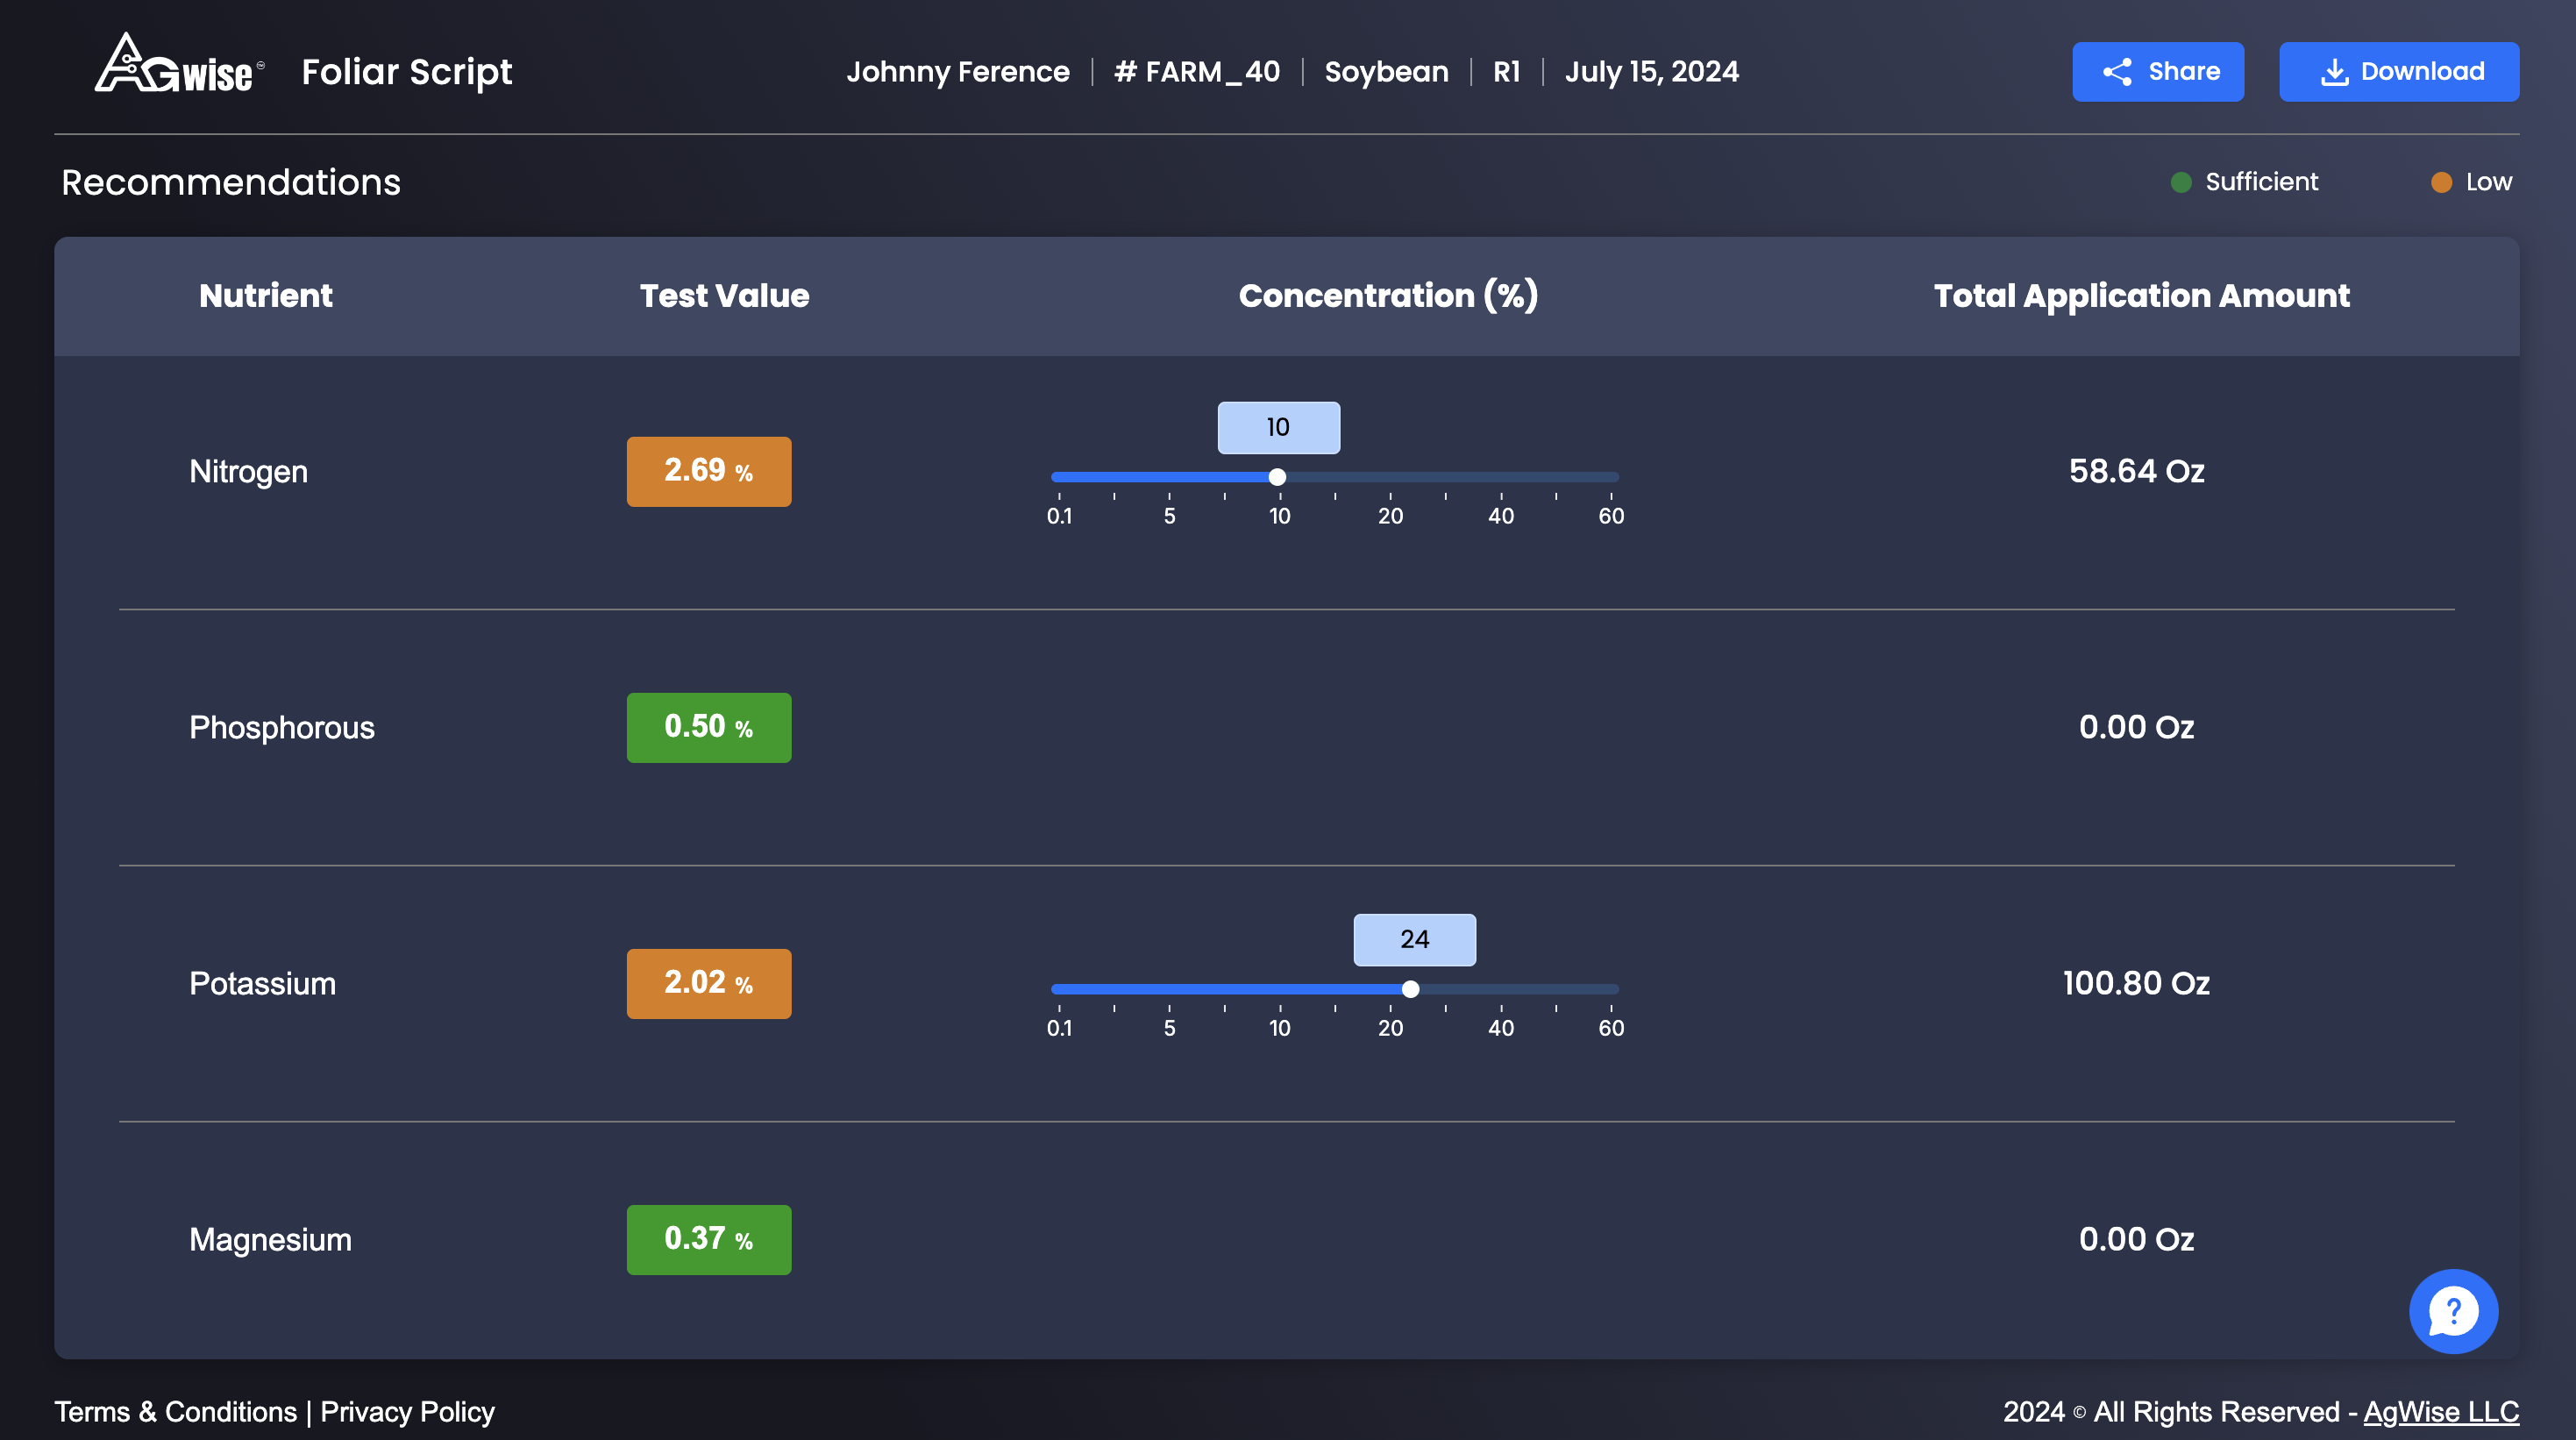 AGwise™ Foliar Script
Johnny Ference | # FARM_40 | Soybean | R1 | July 15, 2024
Share
Download
Recommendations
Sufficient
Low
Nutrient Test Value Concentration (%) Total Application Amount
10
Nitrogen 2.69 % 58.64 Oz
0.1 5 10 20 40 60
Phosphorous 0.50 % 0.00 Oz
24
Potassium 2.02 % 100.80 Oz
0.1 5 10 20 40 60
Magnesium 0.37 % 0.00 Oz
?
Terms & Conditions | Privacy Policy
2024 © All Rights Reserved - AgWise LLC